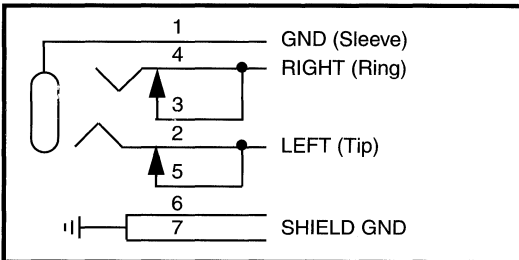 1 GND (Sleeve)
4 RIGHT (Ring)
3
2 LEFT (Tip)
5
6
7 SHIELD GND